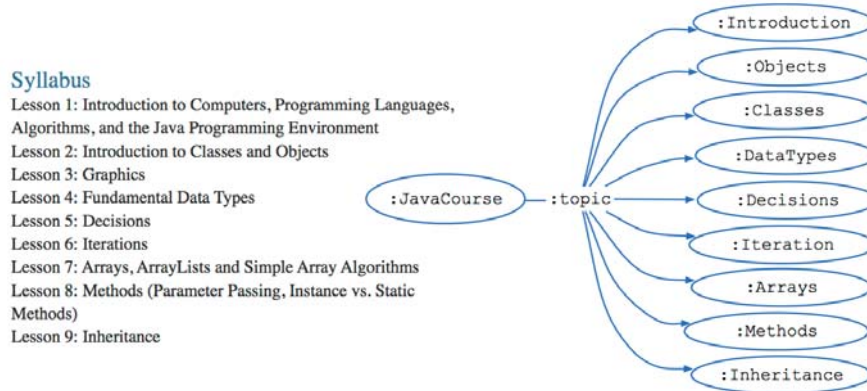 Syllabus
Lesson 1: Introduction to Computers, Programming Languages,
Algorithms, and the Java Programming Environment
Lesson 2: Introduction to Classes and Objects
Lesson 3: Graphics
Lesson 4: Fundamental Data Types
Lesson 5: Decisions
Lesson 6: Iterations
Lesson 7: Arrays, ArrayLists and Simple Array Algorithms
Lesson 8: Methods (Parameter Passing, Instance vs. Static
Methods)
Lesson 9: Inheritance
:JavaCourse
:topic
:Introduction
:Objects
:Classes
:DataTypes
:Decisions
:Iteration
:Arrays
:Methods
:Inheritance